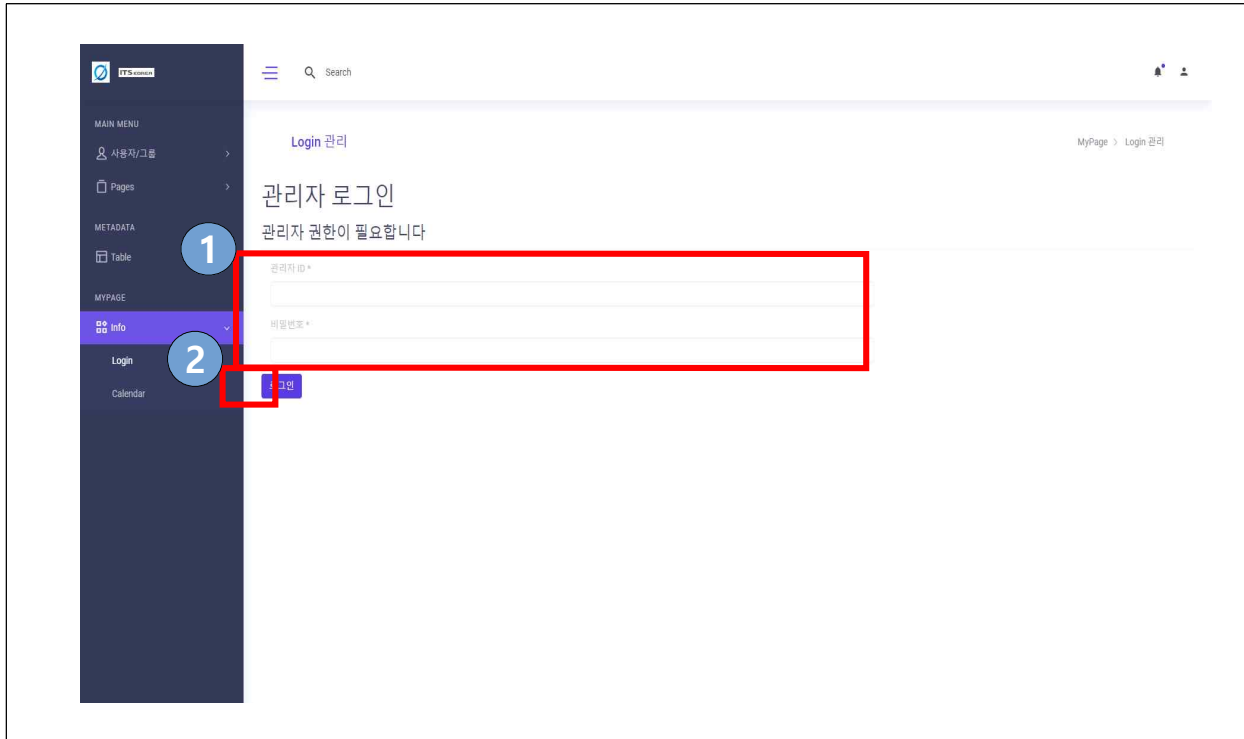 ITS
Search
MAIN MENU
사용자/그룹
Pages
METADATA
Table
MYPAGE
Info
Login
Calendar
Login 관리
MyPage > Login 관리
관리자 로그인
관리자 권한이 필요합니다
1
관리자 ID *
비밀번호 *
2
로그인